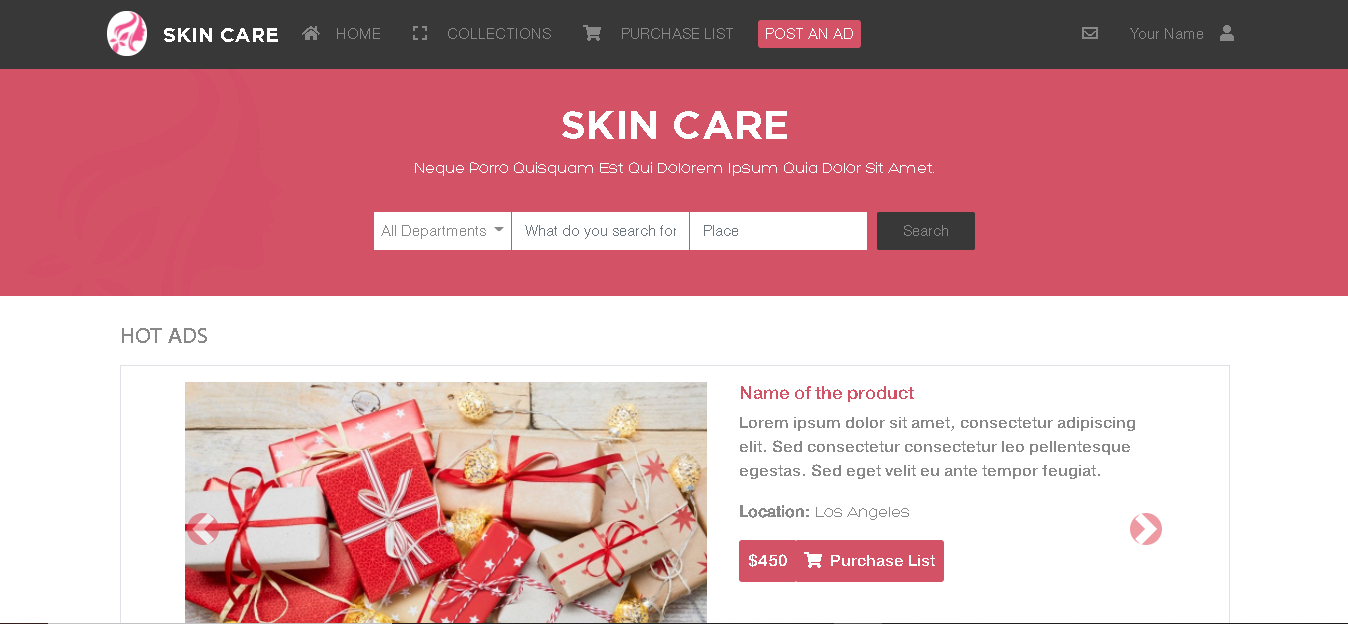 SKIN CARE HOME COLLECTIONS PURCHASE LIST POST AN AD Your Name
SKIN CARE
Neque Porro Quisquam Est Qui Dolorem Ipsum Quia Dolor Sit Amet.
All Departments What do you search for Place Search
HOT ADS
Name of the product
Lorem ipsum dolor sit amet, consectetur adipiscing
elit. Sed consectetur consectetur leo pellentesque
egestas. Sed eget velit eu ante tempor feugiat.
Location: Los Angeles
$450 Purchase List